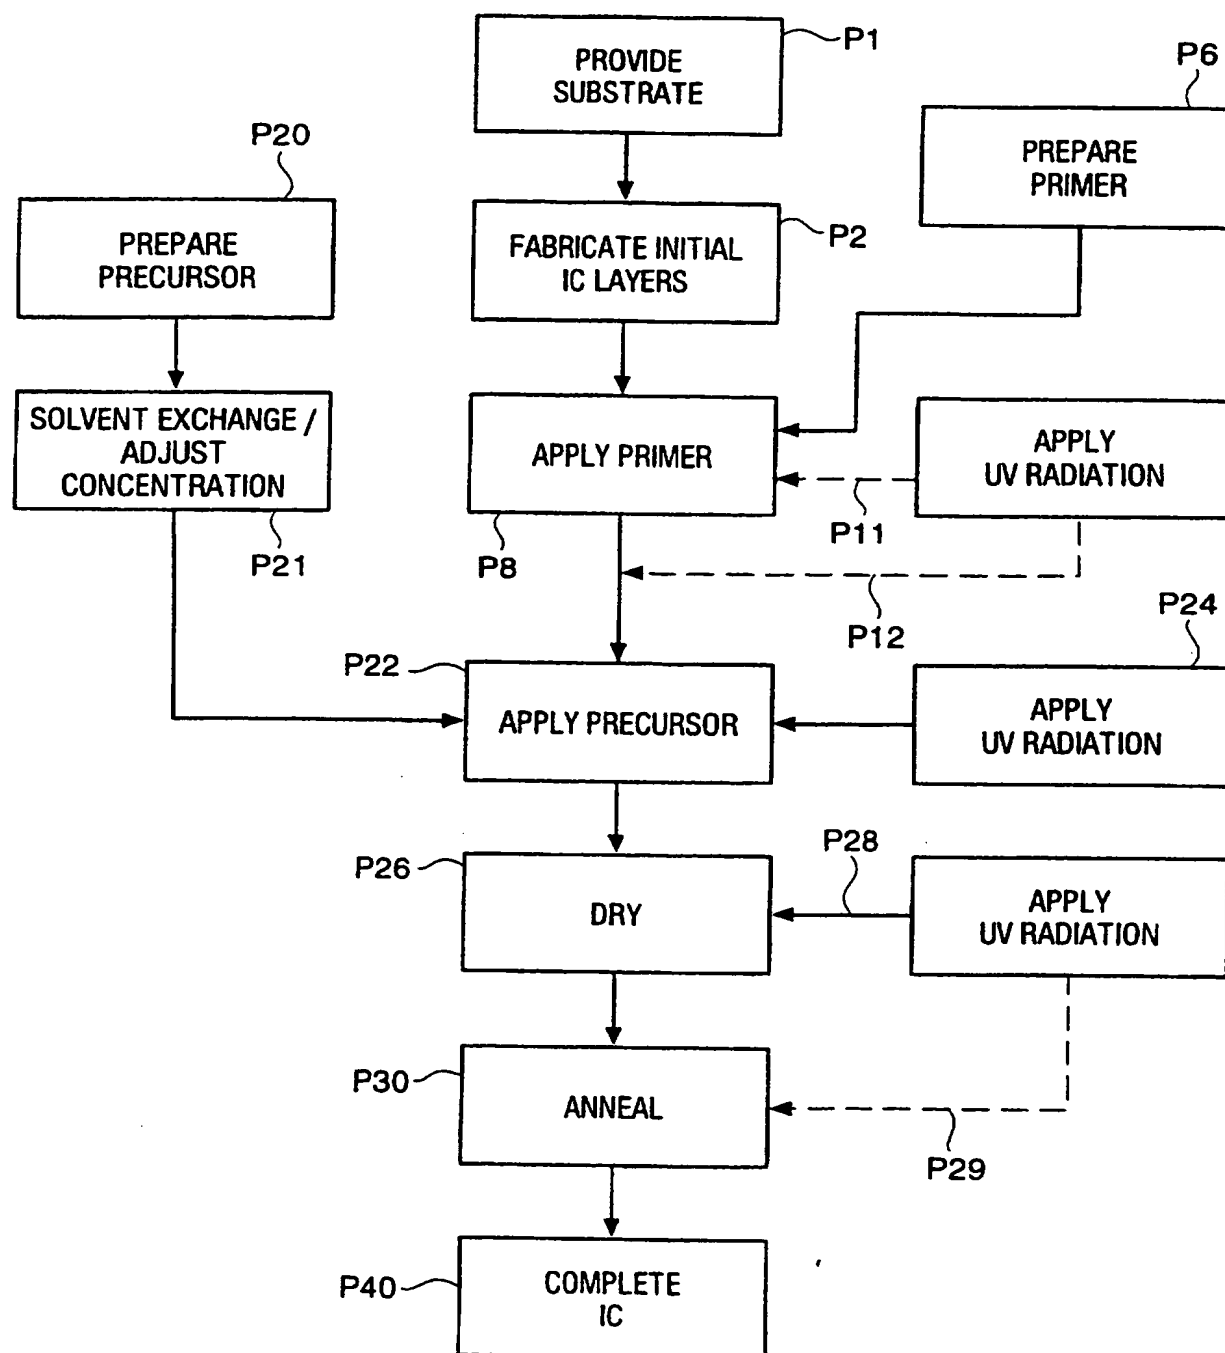 P1
PROVIDE
SUBSTRATE
P6
PREPARE
PRIMER
P20
PREPARE
PRECURSOR
P2
FABRICATE INITIAL
IC LAYERS
SOLVENT EXCHANGE /
ADJUST
CONCENTRATION
P21
APPLY PRIMER
P8
APPLY
UV RADIATION
P11
P12
P24
P22
APPLY PRECURSOR
APPLY
UV RADIATION
P26
DRY
P28
APPLY
UV RADIATION
P30
ANNEAL
P29
P40
COMPLETE
IC